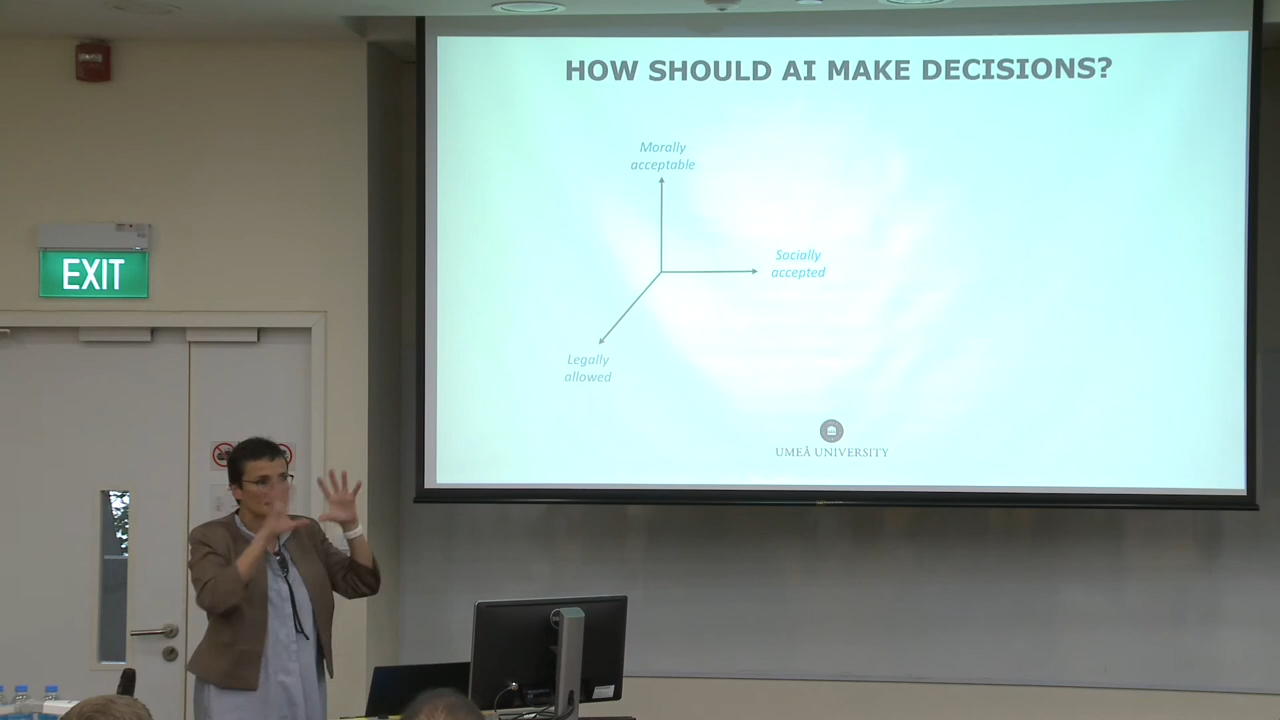 HOW SHOULD AI MAKE DECISIONS?
Morally
acceptable
Socially
accepted
Legally
allowed
UMEÅ UNIVERSITY
EXIT